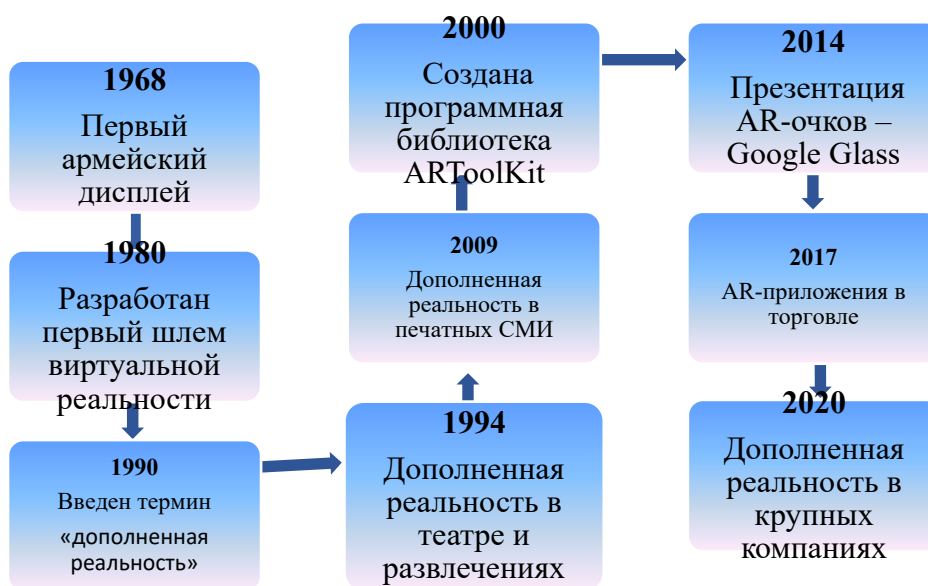 1968
Первый
армейский
дисплей
1980
Разработан
первый шлем
виртуальной
реальности
1990
Введен термин
«дополненная
реальность»
1994
Дополненная
реальность в
театре и
развлечениях
2009
Дополненная
реальность в
печатных СМИ
2000
Создана
программная
библиотека
ARToolKit
2014
Презентация
AR-очков –
Google Glass
2017
AR-приложения в
торговле
2020
Дополненная
реальность в
крупных
компаниях